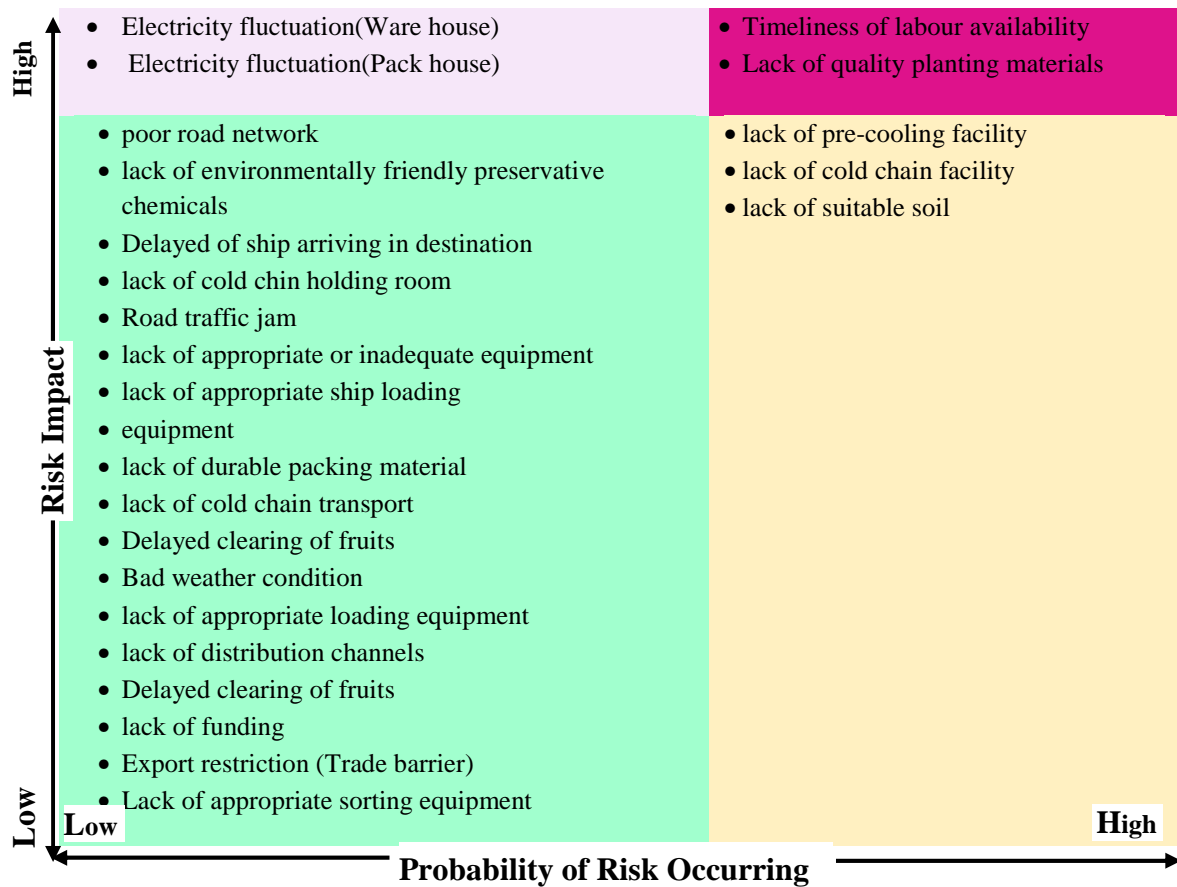 High
• Electricity fluctuation(Ware house)
• Electricity fluctuation(Pack house)
• Timeliness of labour availability
• Lack of quality planting materials
• poor road network
• lack of environmentally friendly preservative
chemicals
• Delayed of ship arriving in destination
• lack of cold chin holding room
• Road traffic jam
• lack of appropriate or inadequate equipment
• lack of appropriate ship loading
• equipment
• lack of durable packing material
• lack of cold chain transport
• Delayed clearing of fruits
• Bad weather condition
• lack of appropriate loading equipment
• lack of distribution channels
• Delayed clearing of fruits
• lack of funding
• Export restriction (Trade barrier)
• Lack of appropriate sorting equipment
• lack of pre-cooling facility
• lack of cold chain facility
• lack of suitable soil
Risk Impact
Low
Low
High
Probability of Risk Occurring